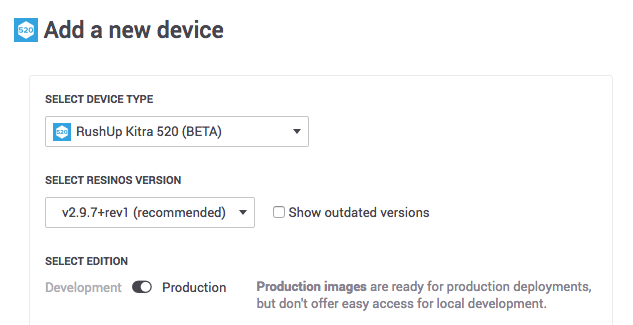 520 Add a new device
SELECT DEVICE TYPE
520 RushUp Kitra 520 (BETA)
SELECT RESINOS VERSION
v2.9.7+rev1 (recommended) Show outdated versions
SELECT EDITION
Development Production Production images are ready for production deployments,
but don't offer easy access for local development.